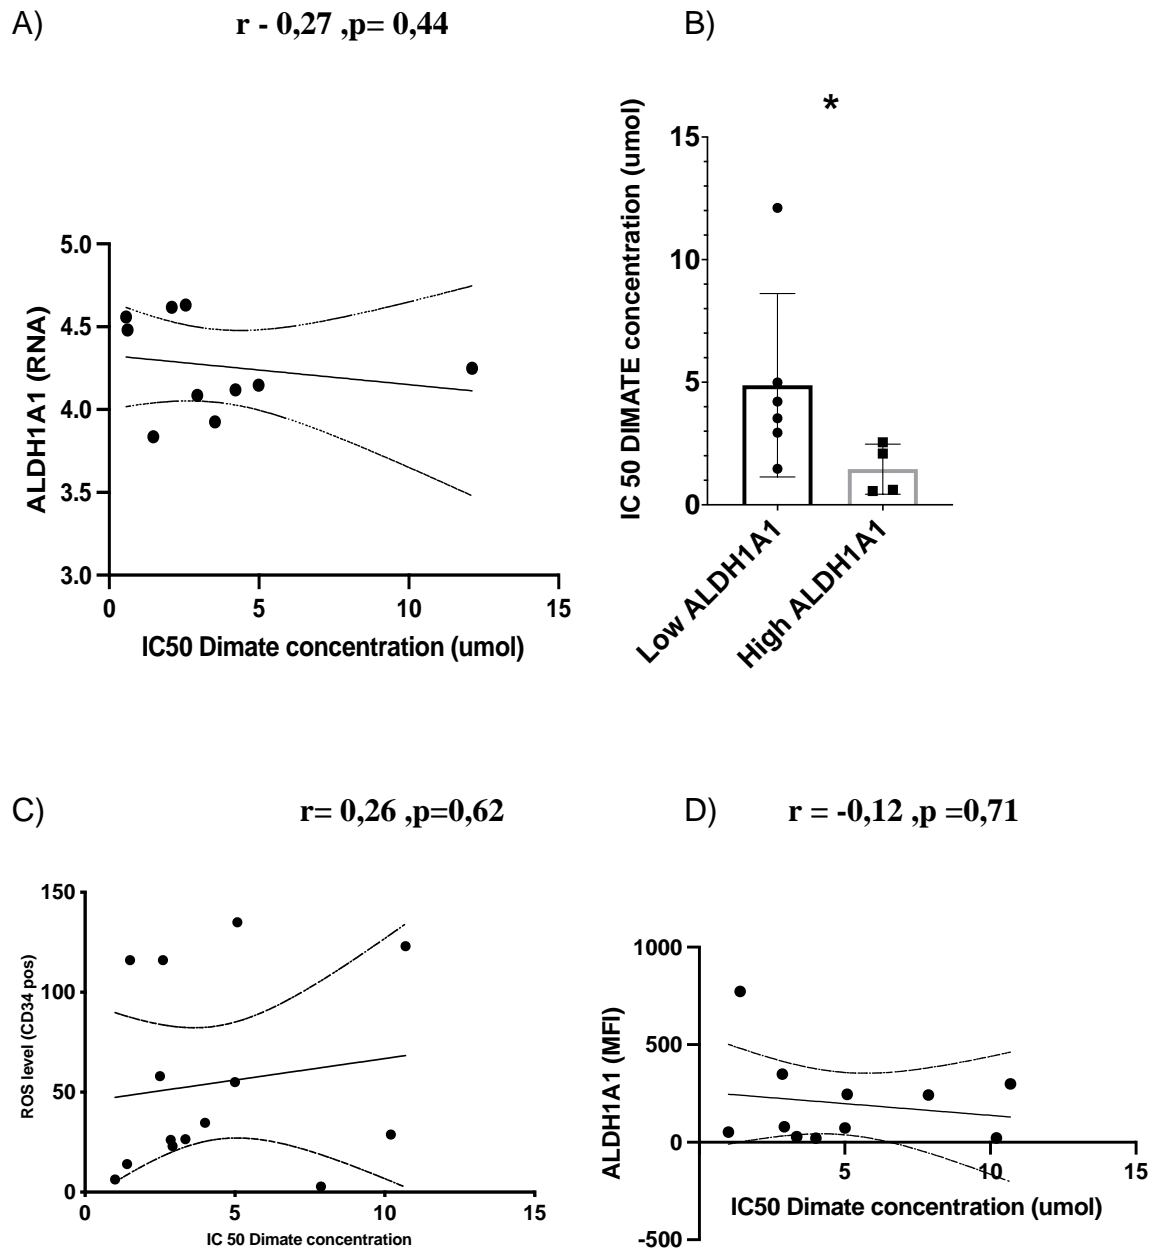 A)
r - 0,27 ,p= 0,44
ALDH1A1 (RNA)
5.0
4.5
4.0
3.5
3.0
0 5 10 15
IC50 Dimate concentration (umol)
B)
*
IC 50 DIMATE concentration (umol)
15
10
5
0
Low ALDH1A1
High ALDH1A1
C)
r= 0,26 ,p=0,62
ROS level (CD34 pos)
150
100
50
0
0 5 10 15
IC 50 Dimate concentration
D)
r = -0,12 ,p =0,71
ALDH1A1 (MFI)
1000
500
0
-500
5 10 15
IC50 Dimate concentration (umol)